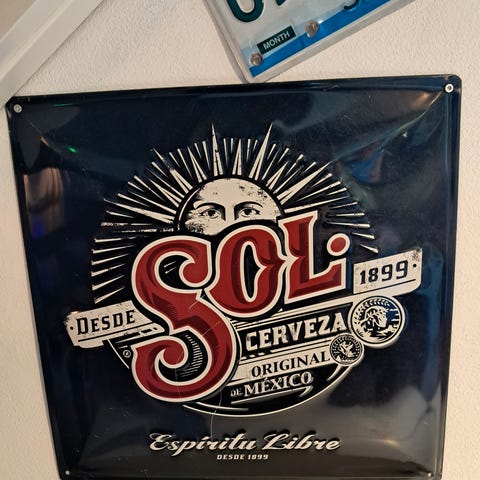 MONTH
SOL
DESDE
1899
CERVEZA
ORIGINAL
DE MÉXICO
Espíritu Libre
DESDE 1899